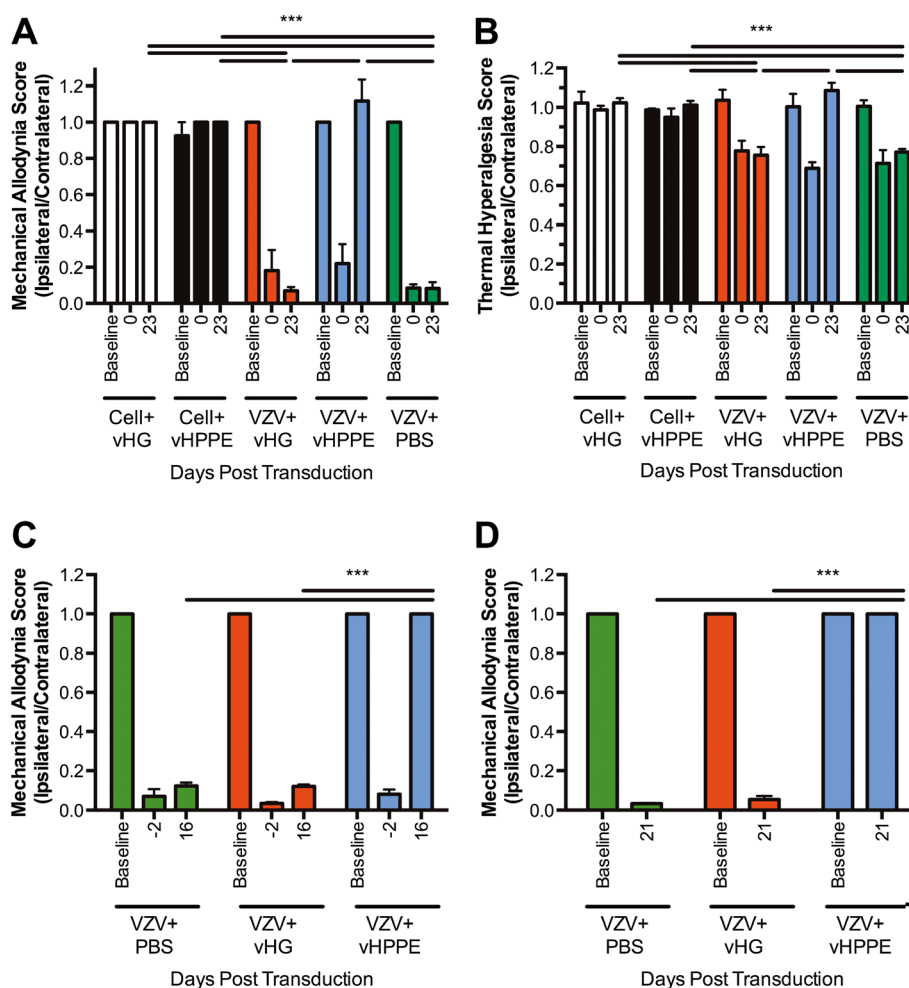 A
***
Mechanical Allodynia Score
(Ipsilateral/Contralateral)
1.2
1.0
0.8
0.6
0.4
0.2
0.0
Baseline 0 23 Baseline 0 23 Baseline 0 23 Baseline 0 23 Baseline 0 23
Cell+ Cell+ VZV+ VZV+ VZV+
vHG vHPPE vHG vHPPE PBS
Days Post Transduction
B
***
Thermal Hyperalgesia Score
(Ipsilateral/Contralateral)
1.2
1.0
0.8
0.6
0.4
0.2
0.0
Baseline 0 23 Baseline 0 23 Baseline 0 23 Baseline 0 23 Baseline 0 23
Cell+ Cell+ VZV+ VZV+ VZV+
vHG vHPPE vHG vHPPE PBS
Days Post Transduction
C
***
Mechanical Allodynia Score
(Ipsilateral/Contralateral)
1.2
1.0
0.8
0.6
0.4
0.2
0.0
Baseline -2 16 Baseline -2 16 Baseline -2 16
VZV+ VZV+ VZV+
PBS vHG vHPPE
Days Post Transduction
D
***
Mechanical Allodynia Score
(Ipsilateral/Contralateral)
1.2
1.0
0.8
0.6
0.4
0.2
0.0
Baseline 21 Baseline 21 Baseline 21
VZV+ VZV+ VZV+
PBS vHG vHPPE
Days Post Transduction